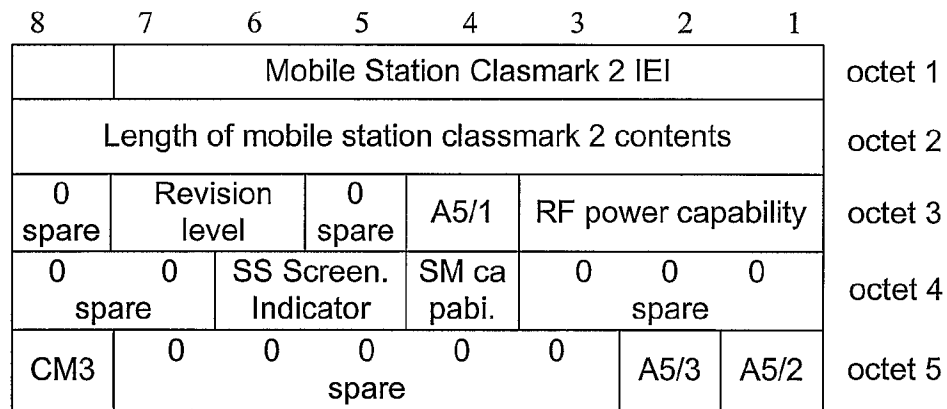 8 7 6 5 4 3 2 1
Mobile Station Clasmark 2 IEI octet 1
Length of mobile station classmark 2 contents octet 2
0 Revision 0 A5/1 RF power capability octet 3
spare level spare
0 0 SS Screen. SM ca 0 0 0 octet 4
spare Indicator pabi. spare
CM3 0 0 0 0 0 A5/3 A5/2 octet 5
spare